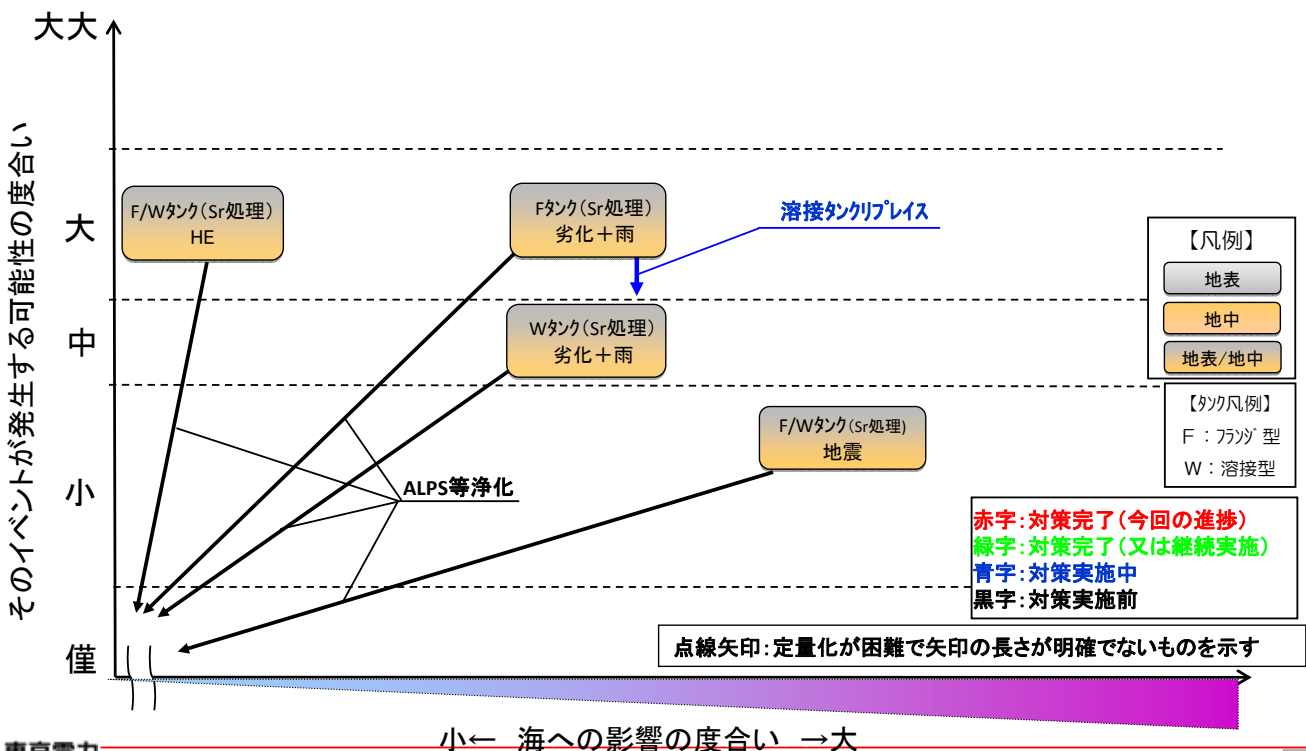 大大
そのイベントが発生する可能性の度合い
大
中
小
僅
F/Wタンク(Sr処理)
HE
Fタンク(Sr処理)
劣化+雨
溶接タンクリプレイス
Wタンク(Sr処理)
劣化+雨
F/Wタンク(Sr処理)
地震
ALPS等浄化
【凡例】
地表
地中
地表/地中
【タンク凡例】
F:フランジ型
W:溶接型
赤字:対策完了(今回の進捗)
緑字:対策完了(又は継続実施)
青字:対策実施中
黒字:対策実施前
点線矢印:定量化が困難で矢印の長さが明確でないものを示す
小← 海への影響の度合い →大
東京電力